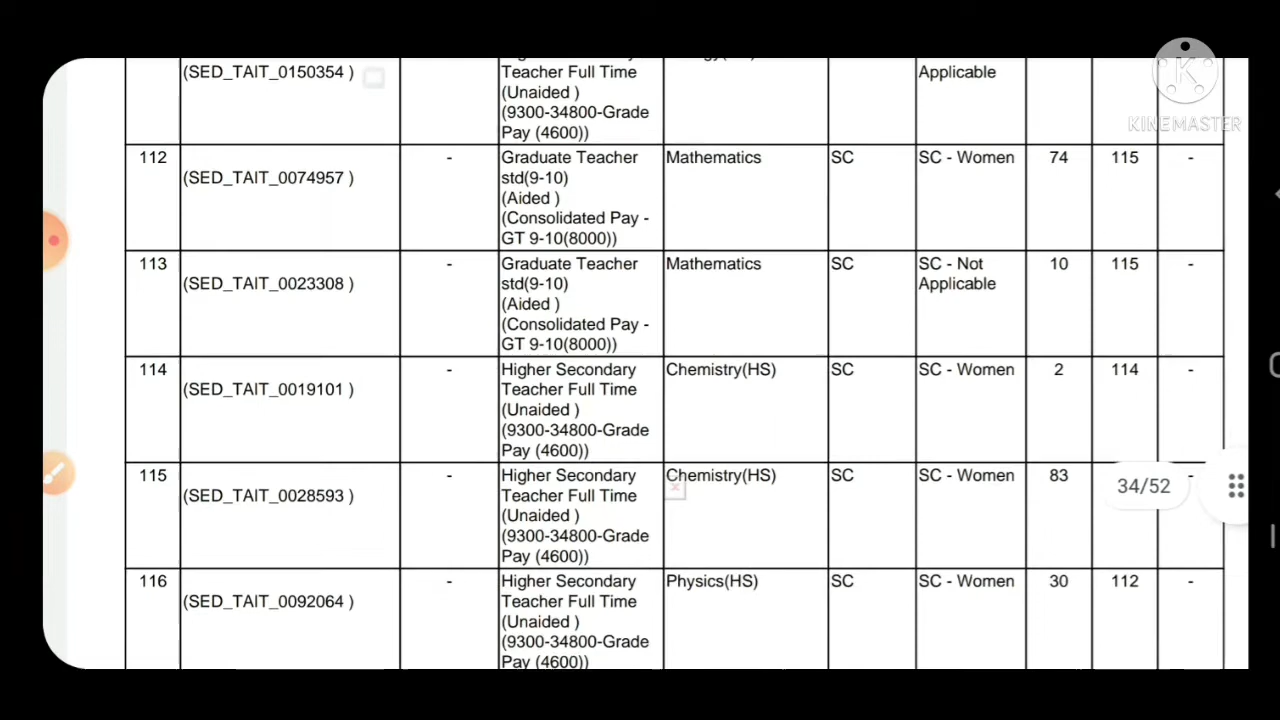 (SED_TAIT_0150354 )
Teacher Full Time
(Unaided )
(9300-34800-Grade
Pay (4600))
Applicable
KINEMASTER
112
(SED_TAIT_0074957 )
-
Graduate Teacher
std(9-10)
(Aided )
(Consolidated Pay -
GT 9-10(8000))
Mathematics
SC
SC - Women
74
115
-
113
(SED_TAIT_0023308 )
-
Graduate Teacher
std(9-10)
(Aided )
(Consolidated Pay -
GT 9-10(8000))
Mathematics
SC
SC - Not
Applicable
10
115
-
114
(SED_TAIT_0019101 )
-
Higher Secondary
Teacher Full Time
(Unaided )
(9300-34800-Grade
Pay (4600))
Chemistry(HS)
SC
SC - Women
2
114
-
115
(SED_TAIT_0028593 )
-
Higher Secondary
Teacher Full Time
(Unaided )
(9300-34800-Grade
Pay (4600))
Chemistry(HS)
SC
SC - Women
83
-
34/52
116
(SED_TAIT_0092064 )
-
Higher Secondary
Teacher Full Time
(Unaided )
(9300-34800-Grade
Pay (4600))
Physics(HS)
SC
SC - Women
30
112
-